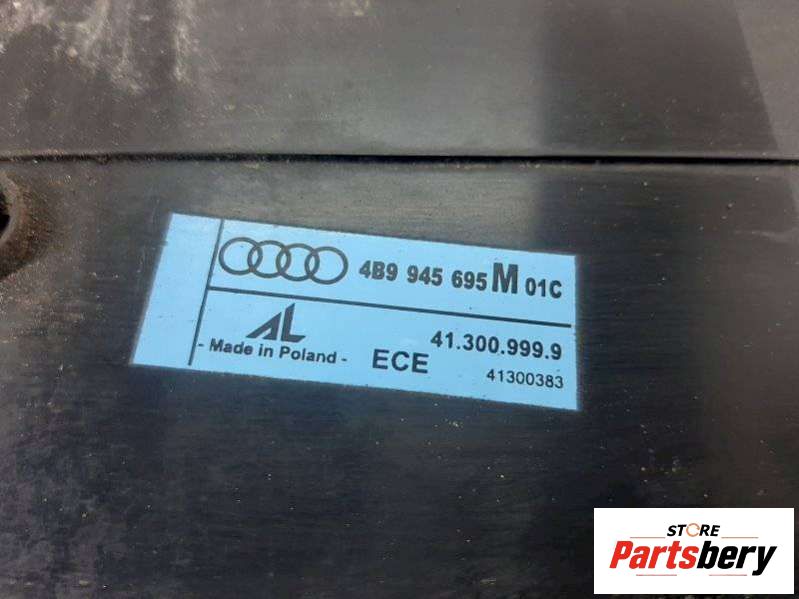 4B9 945 695 M 01C
AL
41.300.999.9
- Made in Poland - ECE
41300383
STORE
Partsbery